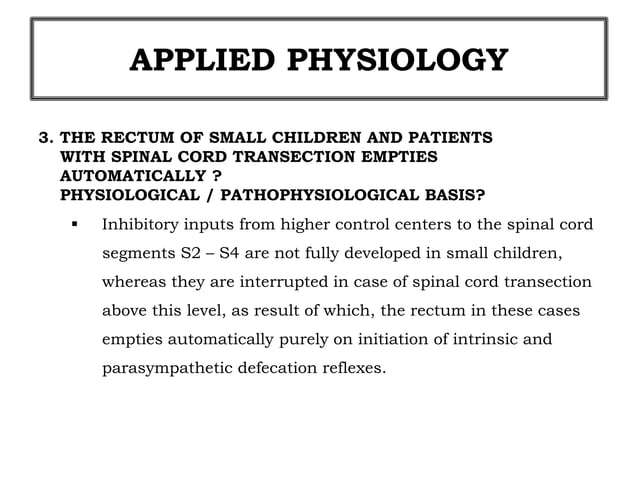 APPLIED PHYSIOLOGY
3. THE RECTUM OF SMALL CHILDREN AND PATIENTS
WITH SPINAL CORD TRANSECTION EMPTIES
AUTOMATICALLY ?
PHYSIOLOGICAL / PATHOPHYSIOLOGICAL BASIS?
▪ Inhibitory inputs from higher control centers to the spinal cord
segments S2 – S4 are not fully developed in small children,
whereas they are interrupted in case of spinal cord transection
above this level, as result of which, the rectum in these cases
empties automatically purely on initiation of intrinsic and
parasympathetic defecation reflexes.